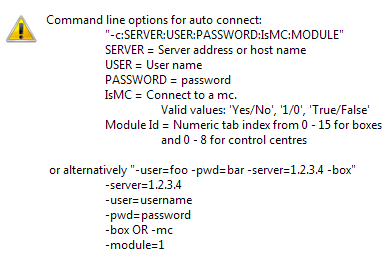 Command line options for auto connect:
"-c:SERVER:USER:PASSWORD:IsMC:MODULE"
SERVER = Server address or host name
USER = User name
PASSWORD = password
IsMC = Connect to a mc.
Valid values: 'Yes/No', '1/0', 'True/False'
Module Id = Numeric tab index from 0 - 15 for boxes
and 0 - 8 for control centres
or alternatively "-user=foo -pwd=bar -server=1.2.3.4 -box"
-server=1.2.3.4
-user=username
-pwd=password
-box OR -mc
-module=1